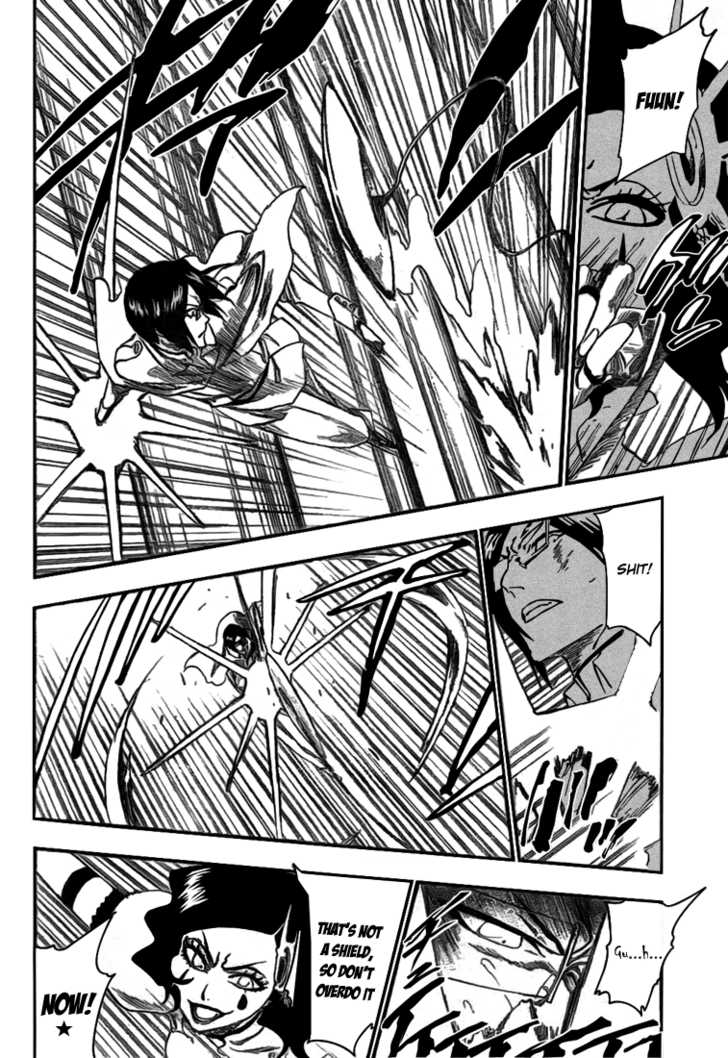 FUUN!
SHIT!
Gu...h...
THAT'S NOT
A SHIELD,
SO DON'T
OVERDO IT
NOW!
★